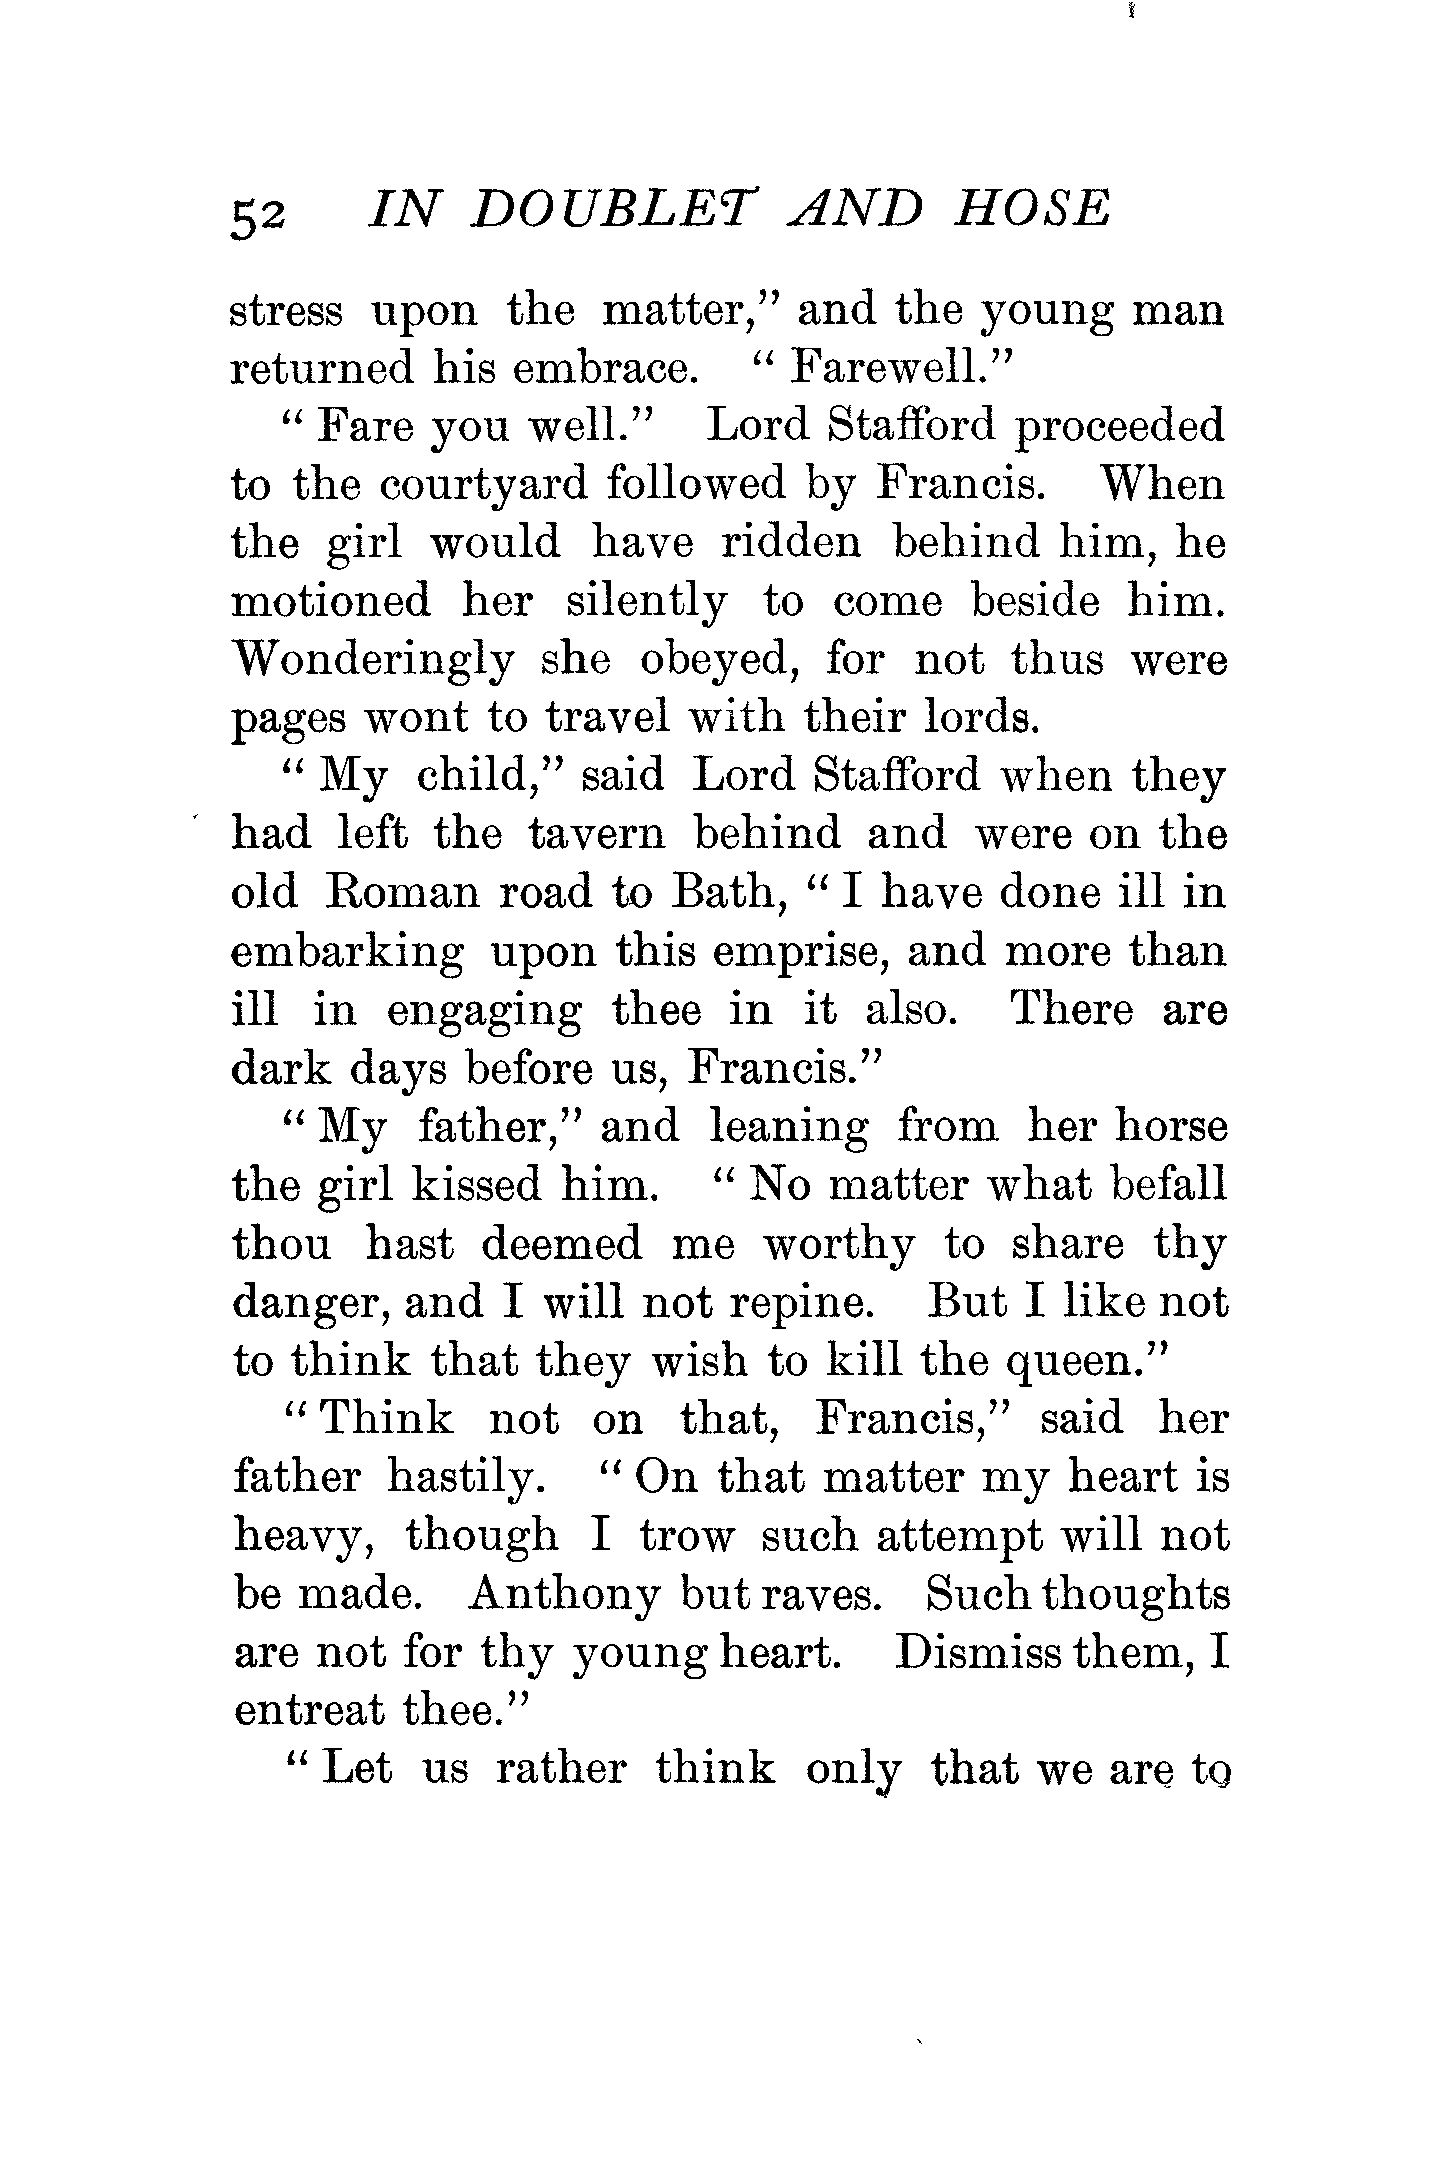 52 IN DOUBLET AND HOSE
stress upon the matter," and the young man
returned his embrace. "Farewell."
"Fare you well." Lord Stafford proceeded
to the courtyard followed by Francis. When
the girl would have ridden behind him, he
motioned her silently to come beside him.
Wonderingly she obeyed, for not thus were
pages wont to travel with their lords.
"My child," said Lord Stafford when they
had left the tavern behind and were on the
old Roman road to Bath, "I have done ill in
embarking upon this emprise, and more than
ill in engaging thee in it also. There are
dark days before us, Francis."
"My father," and leaning from her horse
the girl kissed him. "No matter what befall
thou hast deemed me worthy to share thy
danger, and I will not repine. But I like not
to think that they wish to kill the queen."
"Think not on that, Francis," said her
father hastily. "On that matter my heart is
heavy, though I trow such attempt will not
be made. Anthony but raves. Such thoughts
are not for thy young heart. Dismiss them, I
entreat thee."
"Let us rather think only that we are to